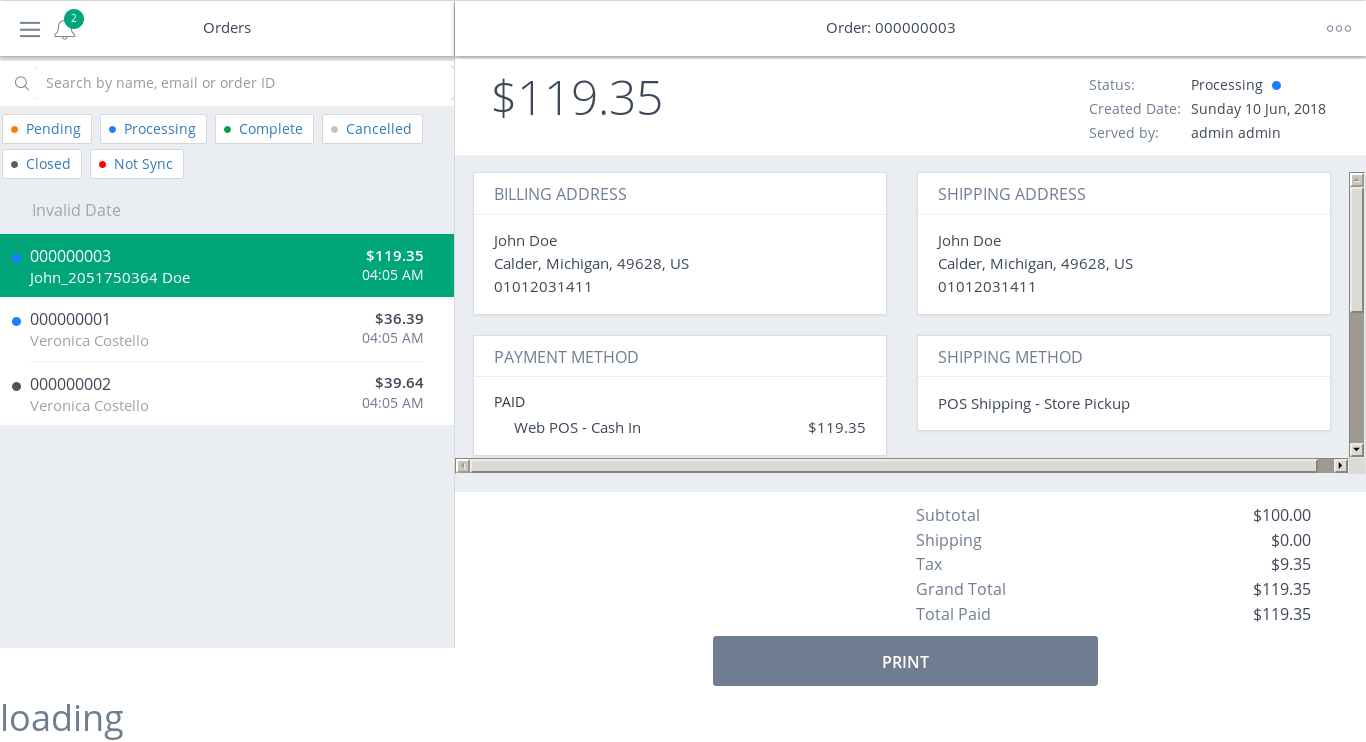 2
Orders
Search by name, email or order ID
Pending
Processing
Complete
Cancelled
Closed
Not Sync
Invalid Date
000000003 $119.35
John_2051750364 Doe 04:05 AM
000000001 $36.39
Veronica Costello 04:05 AM
000000002 $39.64
Veronica Costello 04:05 AM
Order: 000000003
$119.35
Status: Processing
Created Date: Sunday 10 Jun, 2018
Served by: admin admin
BILLING ADDRESS
John Doe
Calder, Michigan, 49628, US
01012031411
SHIPPING ADDRESS
John Doe
Calder, Michigan, 49628, US
01012031411
PAYMENT METHOD
PAID
Web POS - Cash In $119.35
SHIPPING METHOD
POS Shipping - Store Pickup
Subtotal $100.00
Shipping $0.00
Tax $9.35
Grand Total $119.35
Total Paid $119.35
PRINT
loading